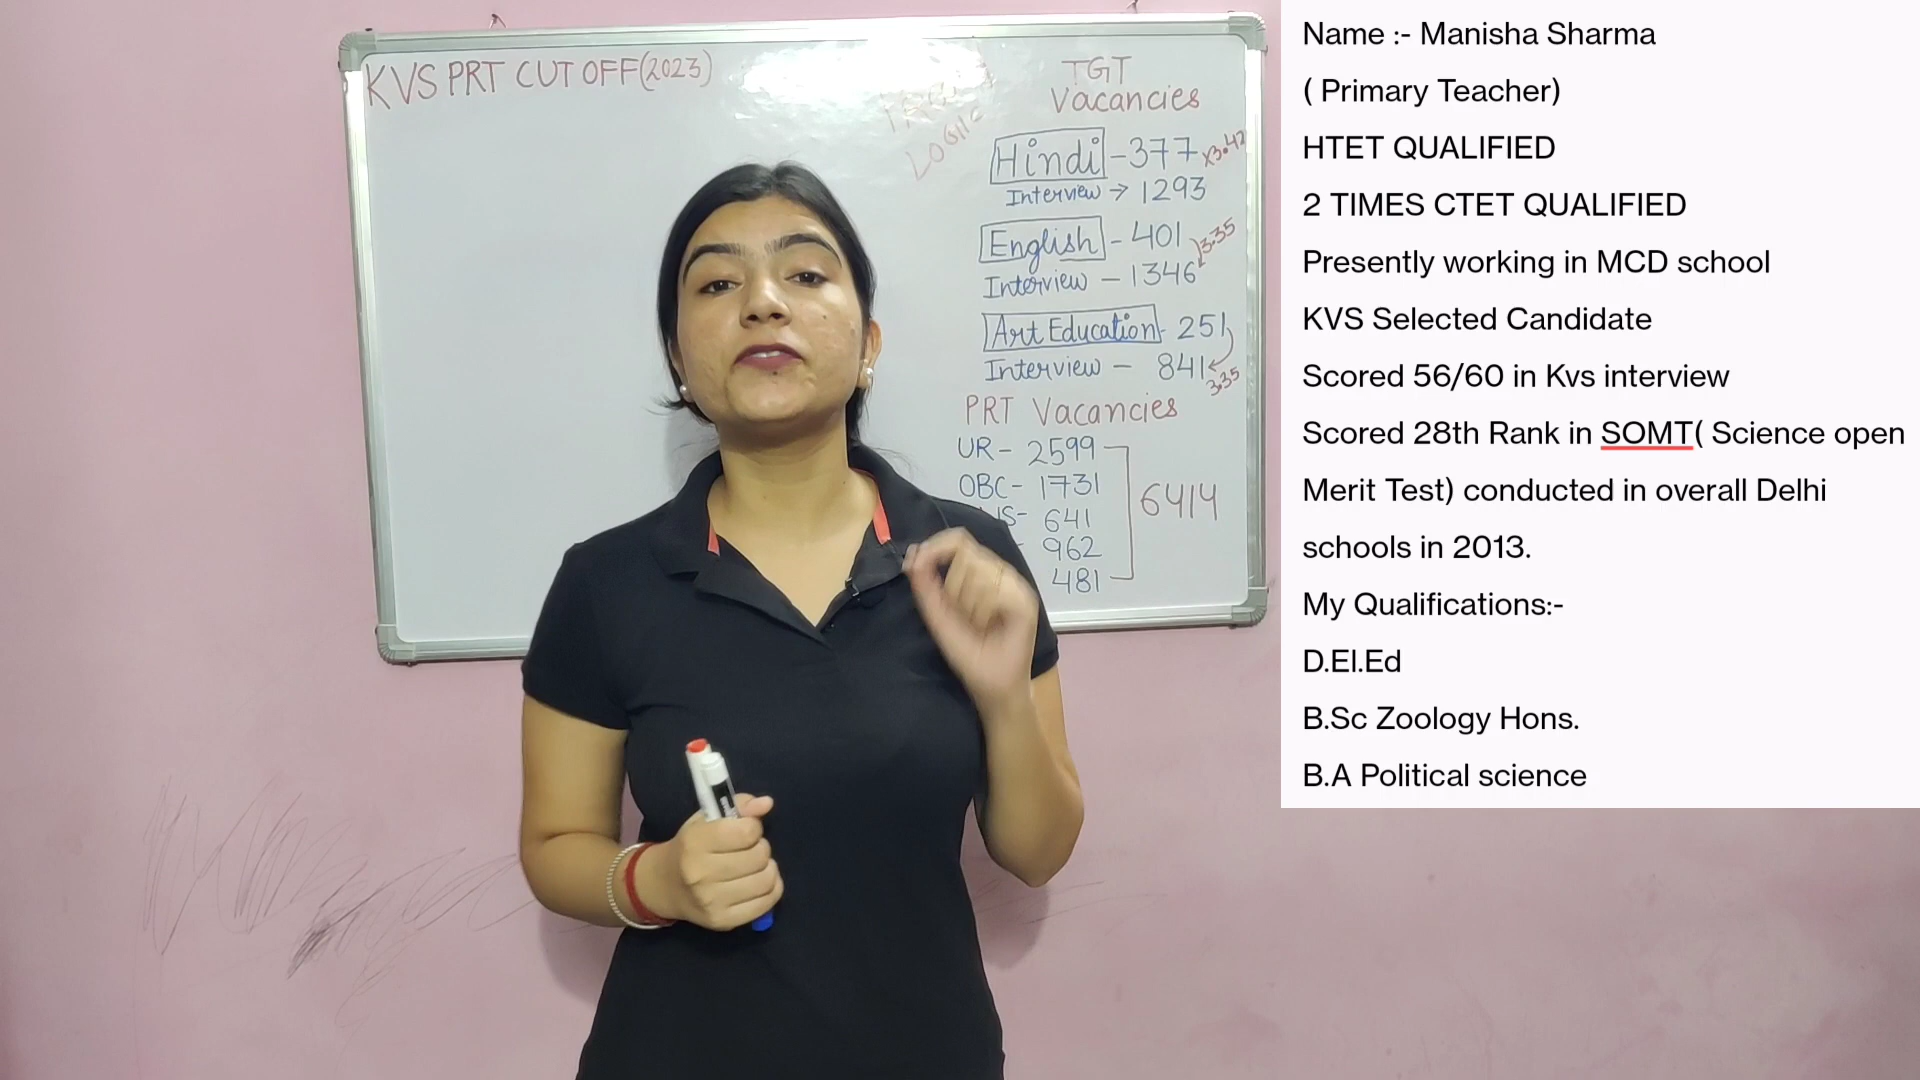 KVS PRT CUT OFF(2023)
TGT
Vacancies
Hindi - 377 x3.42
Interview → 1293
English - 401 3.35
Interview - 1346
Art Education - 251
Interview - 841
3.35
PRT Vacancies
UR - 2599
OBC - 1731
641
962
481
6414
Name :- Manisha Sharma
( Primary Teacher)
HTET QUALIFIED
2 TIMES CTET QUALIFIED
Presently working in MCD school
KVS Selected Candidate
Scored 56/60 in Kvs interview
Scored 28th Rank in SOMT( Science open
Merit Test) conducted in overall Delhi
schools in 2013.
My Qualifications:-
D.El.Ed
B.Sc Zoology Hons.
B.A Political science